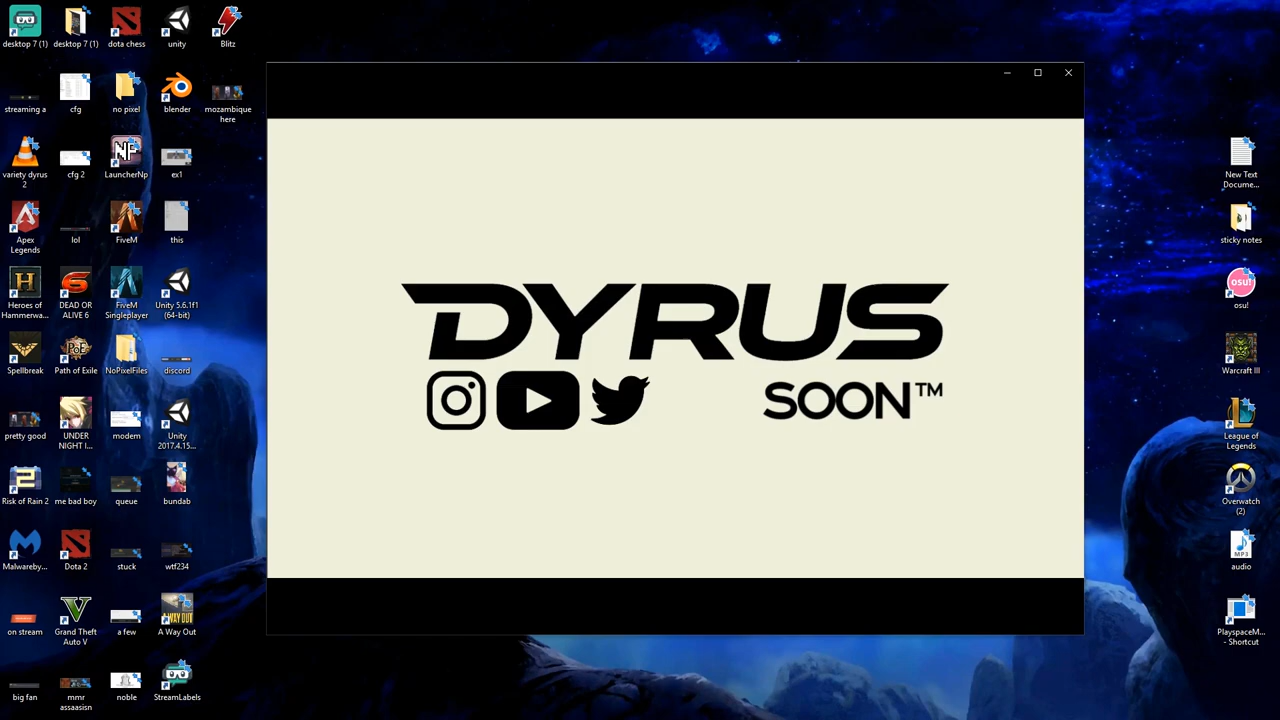 desktop 7 (1)
desktop 7 (1)
dota chess
unity
Blitz
streaming a
cfg
no pixel
blender
mozambique
here
variety dyrus
2
cfg 2
LauncherNp
ex1
Apex
Legends
lol
FiveM
this
Heroes of
Hammerwa...
DEAD OR
ALIVE 6
FiveM
Singleplayer
Unity 5.6.1f1
(64-bit)
Spellbreak
Path of Exile
NoPixelFiles
discord
pretty good
UNDER
NIGHT I...
modem
Unity
2017.4.15...
Risk of Rain 2
me bad boy
queue
bundab
Malwareby...
Dota 2
stuck
wtf234
on stream
Grand Theft
Auto V
a few
A Way Out
big fan
mmr
assaasisn
noble
StreamLabels
DYRUS
SOON™
New Text
Docume...
sticky notes
osu!
osu!
Warcraft III
League of
Legends
Overwatch
(2)
MP3
audio
PlayspaceM...
- Shortcut